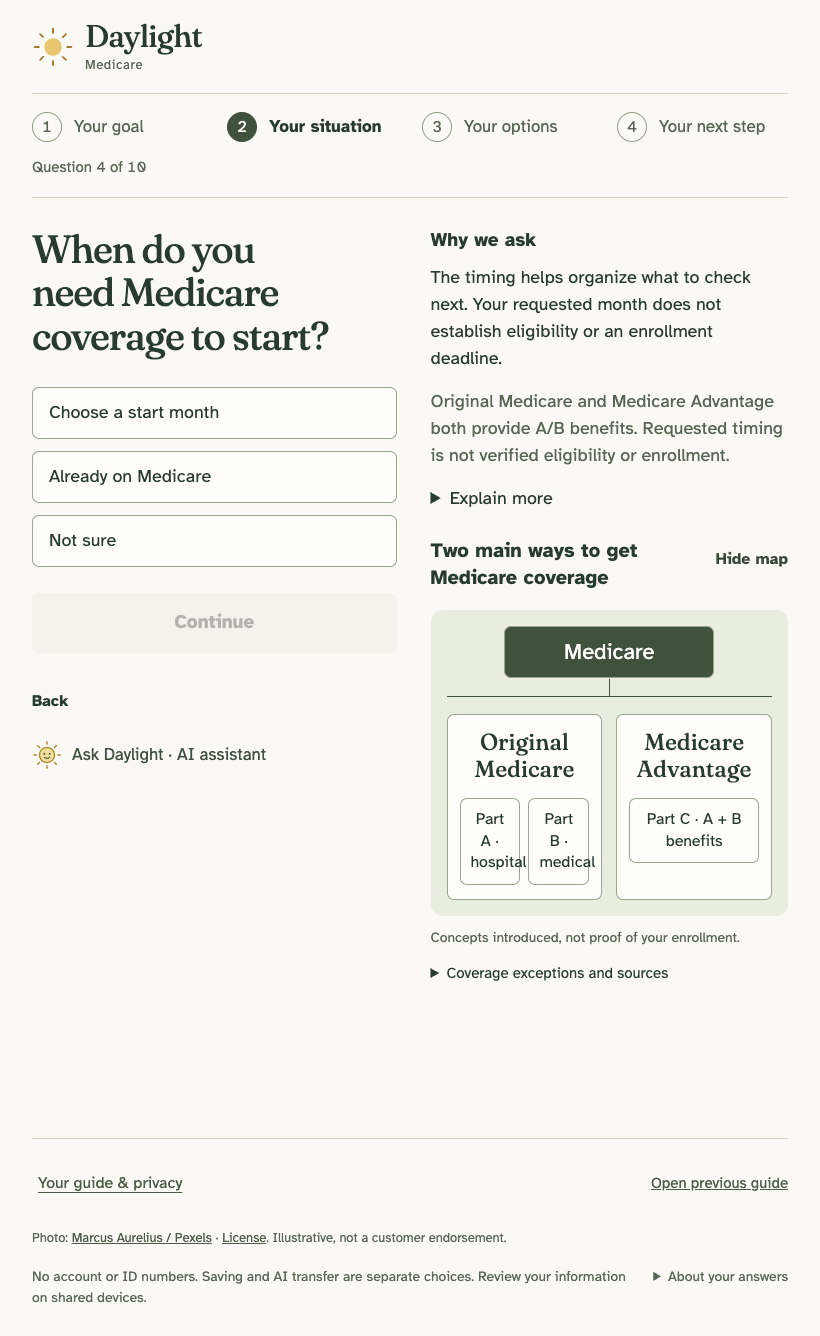 Daylight
Medicare
1 Your goal
2 Your situation
3 Your options
4 Your next step
Question 4 of 10
When do you
need Medicare
coverage to start?
Choose a start month
Already on Medicare
Not sure
Continue
Back
Ask Daylight · AI assistant
Why we ask
The timing helps organize what to check
next. Your requested month does not
establish eligibility or an enrollment
deadline.
Original Medicare and Medicare Advantage
both provide A/B benefits. Requested timing
is not verified eligibility or enrollment.
Explain more
Two main ways to get
Medicare coverage
Hide map
Medicare
Original
Medicare
Part
A ·
hospital
Part
B ·
medical
Medicare
Advantage
Part C · A + B
benefits
Concepts introduced, not proof of your enrollment.
Coverage exceptions and sources
Your guide & privacy
Open previous guide
Photo: Marcus Aurelius / Pexels · License. Illustrative, not a customer endorsement.
No account or ID numbers. Saving and AI transfer are separate choices. Review your information
on shared devices.
About your answers